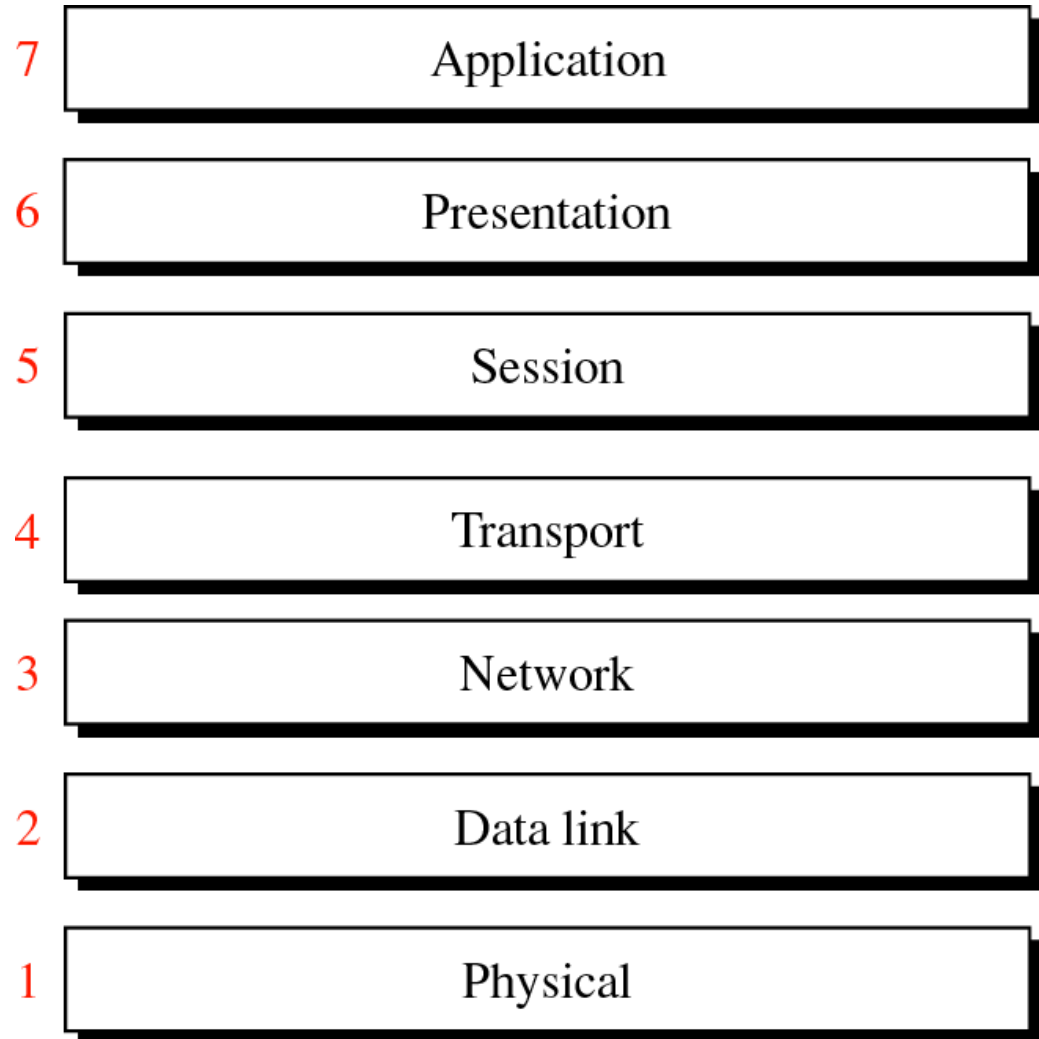 7 Application
6 Presentation
5 Session
4 Transport
3 Network
2 Data link
1 Physical